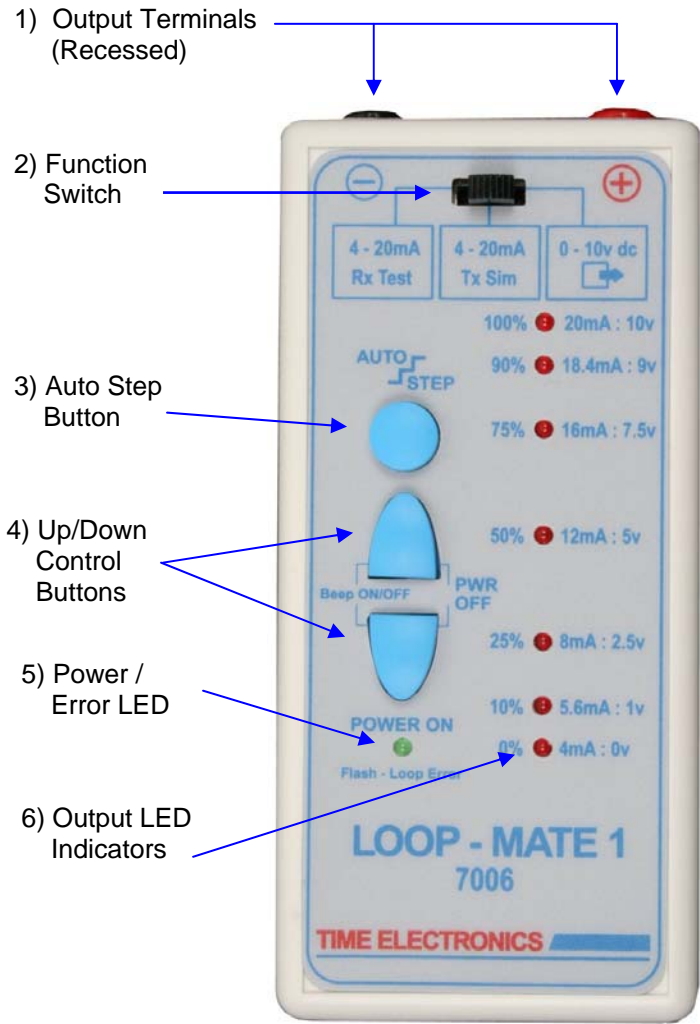 1) Output Terminals
(Recessed)
2) Function
Switch
4 - 20mA
Rx Test
4 - 20mA
Tx Sim
0 - 10v dc
100% 20mA : 10v
AUTO
STEP
90% 18.4mA : 9v
3) Auto Step
Button
75% 16mA : 7.5v
4) Up/Down
Control
Buttons
50% 12mA : 5v
Beep ON/OFF
PWR
OFF
25% 8mA : 2.5v
5) Power /
Error LED
10% 5.6mA : 1v
POWER ON
0% 4mA : 0v
Flash - Loop Error
6) Output LED
Indicators
LOOP - MATE 1
7006
TIME ELECTRONICS